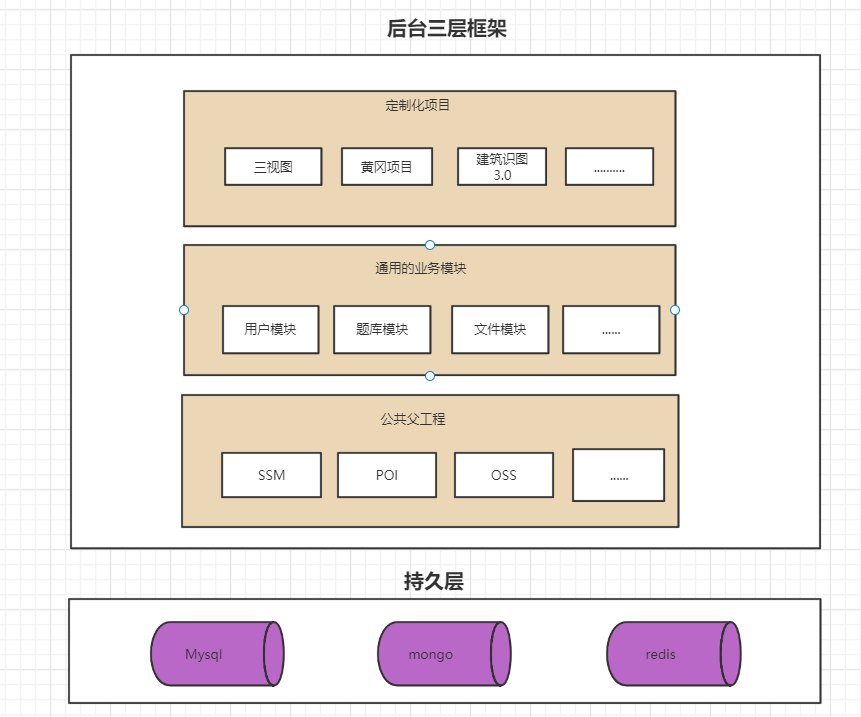 后台三层框架
定制化项目
三视图
黄冈项目
建筑识图
3.0
..........
通用的业务模块
用户模块
题库模块
文件模块
......
公共父工程
SSM
POI
OSS
......
持久层
Mysql
mongo
redis